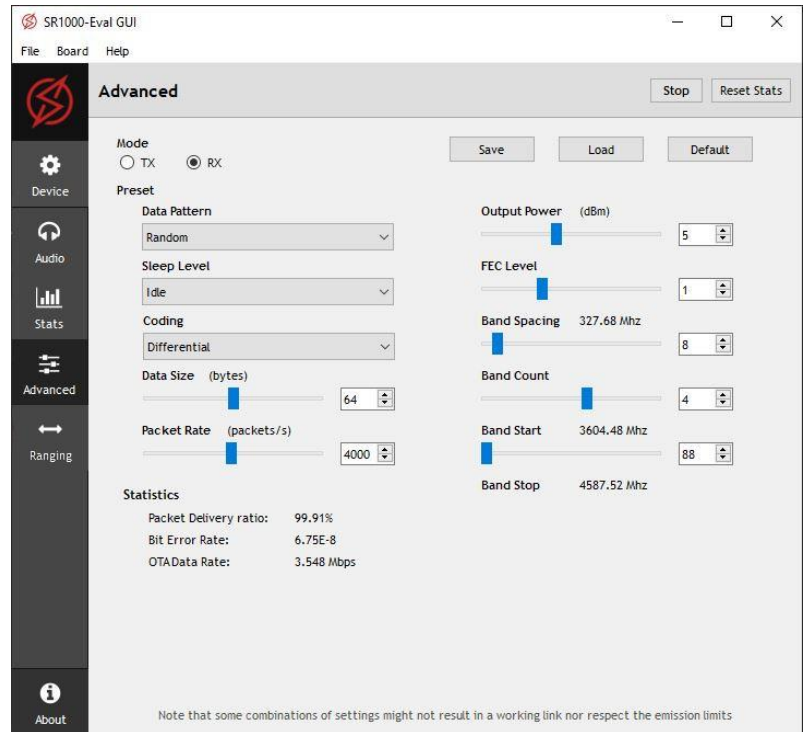 SR1000-Eval GUI
File Board Help
Advanced
Stop Reset Stats
Device
Audio
Stats
Advanced
Ranging
About
Mode
TX RX
Save Load Default
Preset
Data Pattern
Random
Sleep Level
Idle
Coding
Differential
Data Size (bytes)
64
Packet Rate (packets/s)
4000
Output Power (dBm)
5
FEC Level
1
Band Spacing 327.68 Mhz
8
Band Count
4
Band Start 3604.48 Mhz
88
Band Stop 4587.52 Mhz
Statistics
Packet Delivery ratio: 99.91%
Bit Error Rate: 6.75E-8
OTAData Rate: 3.548 Mbps
Note that some combinations of settings might not result in a working link nor respect the emission limits